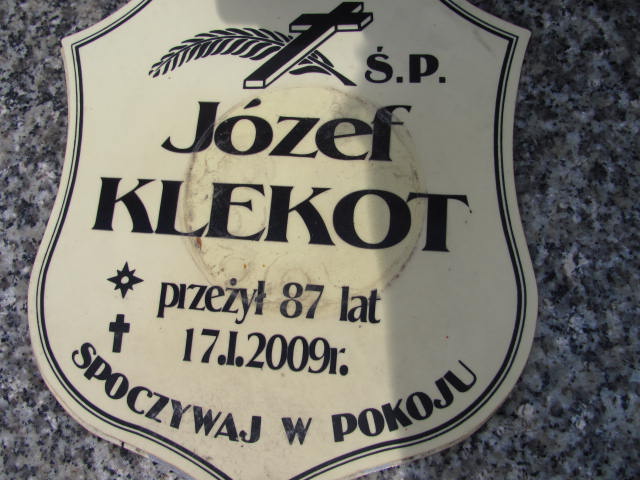 Ś.P.
Józef
KLEKOT
przeżył 87 lat
17.I.2009r.
SPOCZYWAJ W POKOJU